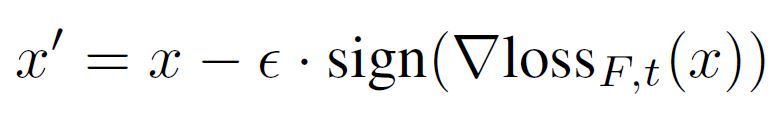 x′ = x − ϵ · sign(∇loss_{F,t}(x))